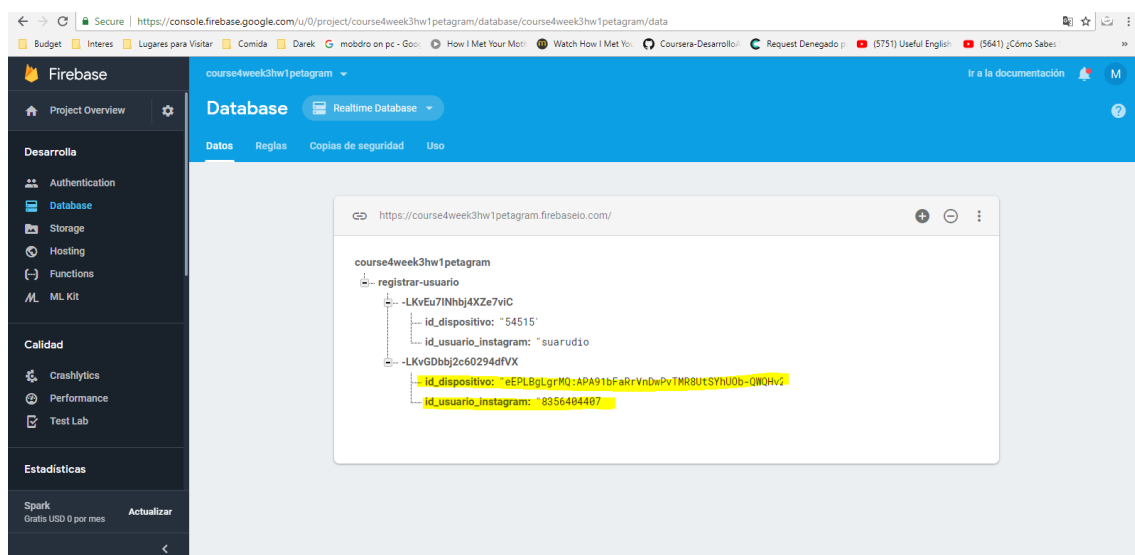 Secure | https://console.firebase.google.com/u/0/project/course4week3hw1petagram/database/course4week3hw1petagram/data
Budget Interes Lugares para Visitar Comida Darek mobdro on pc - Goo How I Met Your Moth Watch How I Met Yo Coursera-Desarrollo Request Denegado p (5751) Useful English (5641) ¿Cómo Sabes »
Firebase course4week3hw1petagram Ir a la documentación M
Project Overview Database Realtime Database ?
Desarrolla Datos Reglas Copias de seguridad Uso
Authentication
Database
Storage https://course4week3hw1petagram.firebaseio.com/
Hosting
Functions
ML Kit
course4week3hw1petagram
registrar-usuario
-LKvEu7INhbj4XZe7viC
id_dispositivo: "54515"
id_usuario_instagram: "suarudio
-LKvGDbbj2c60294dfVX
id_dispositivo: "eEPLBgLgrMQ:APA91bFaRrVnDwPvTMR8UtSYhUOb-QWQHv2
id_usuario_instagram: "8356404407
Calidad
Crashlytics
Performance
Test Lab
Estadísticas
Spark
Gratis USD 0 por mes
Actualizar